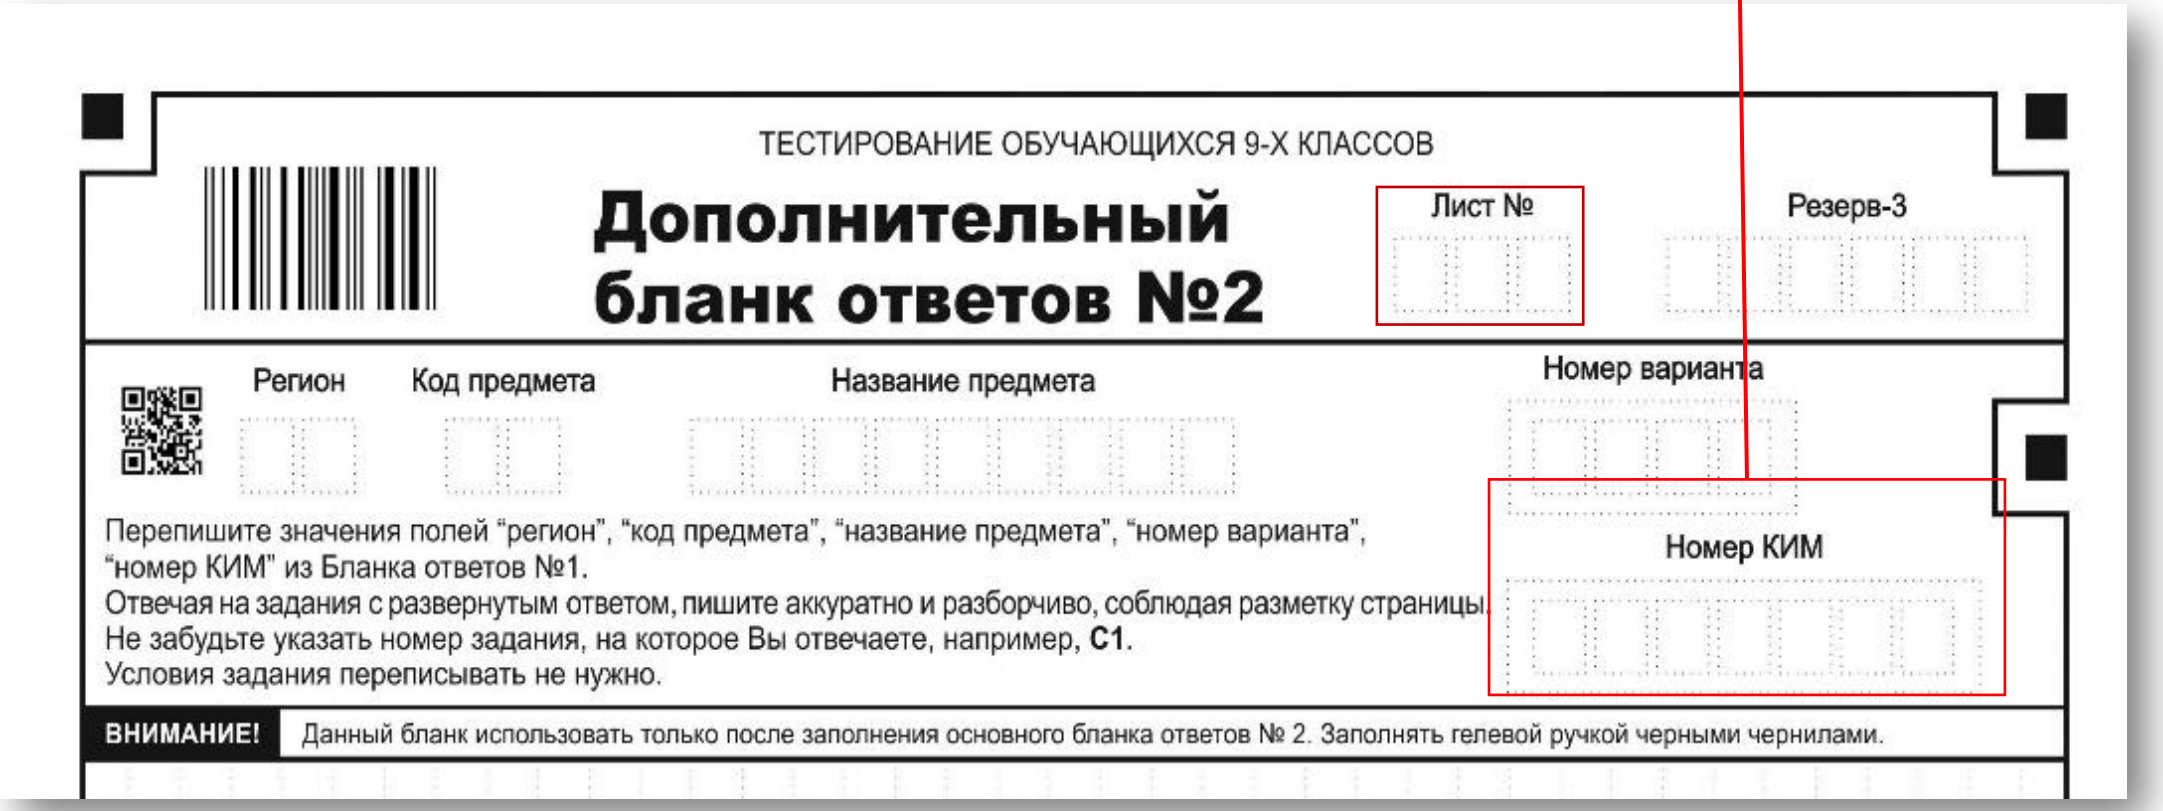 ТЕСТИРОВАНИЕ ОБУЧАЮЩИХСЯ 9-Х КЛАССОВ
Дополнительный
бланк ответов №2
Лист №
Резерв-3
Регион
Код предмета
Название предмета
Номер варианта
Перепишите значения полей “регион”, “код предмета”, “название предмета”, “номер варианта”,
“номер КИМ” из Бланка ответов №1.
Отвечая на задания с развернутым ответом, пишите аккуратно и разборчиво, соблюдая разметку страницы.
Не забудьте указать номер задания, на которое Вы отвечаете, например, С1.
Условия задания переписывать не нужно.
Номер КИМ
ВНИМАНИЕ!
Данный бланк использовать только после заполнения основного бланка ответов № 2. Заполнять гелевой ручкой черными чернилами.